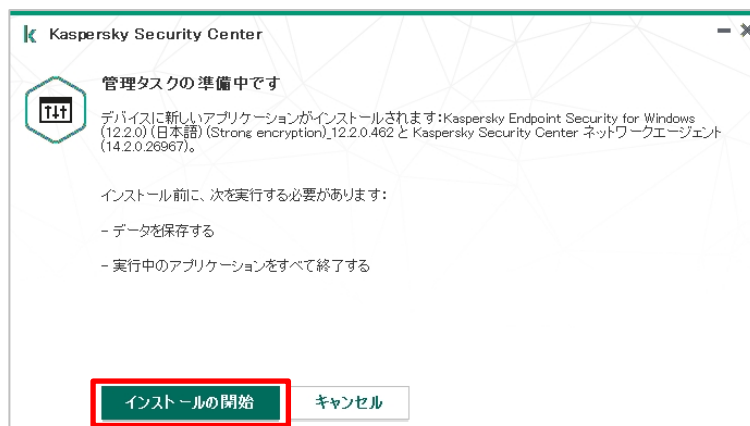 Kaspersky Security Center
管理タスクの準備中です
デバイスに新しいアプリケーションがインストールされます:Kaspersky Endpoint Security for Windows
(12.2.0) (日本語) (Strong encryption)_12.2.0.462 と Kaspersky Security Center ネットワークエージェント
(14.2.0.26967)。
インストール前に、次を実行する必要があります:
- データを保存する
- 実行中のアプリケーションをすべて終了する
インストールの開始 キャンセル